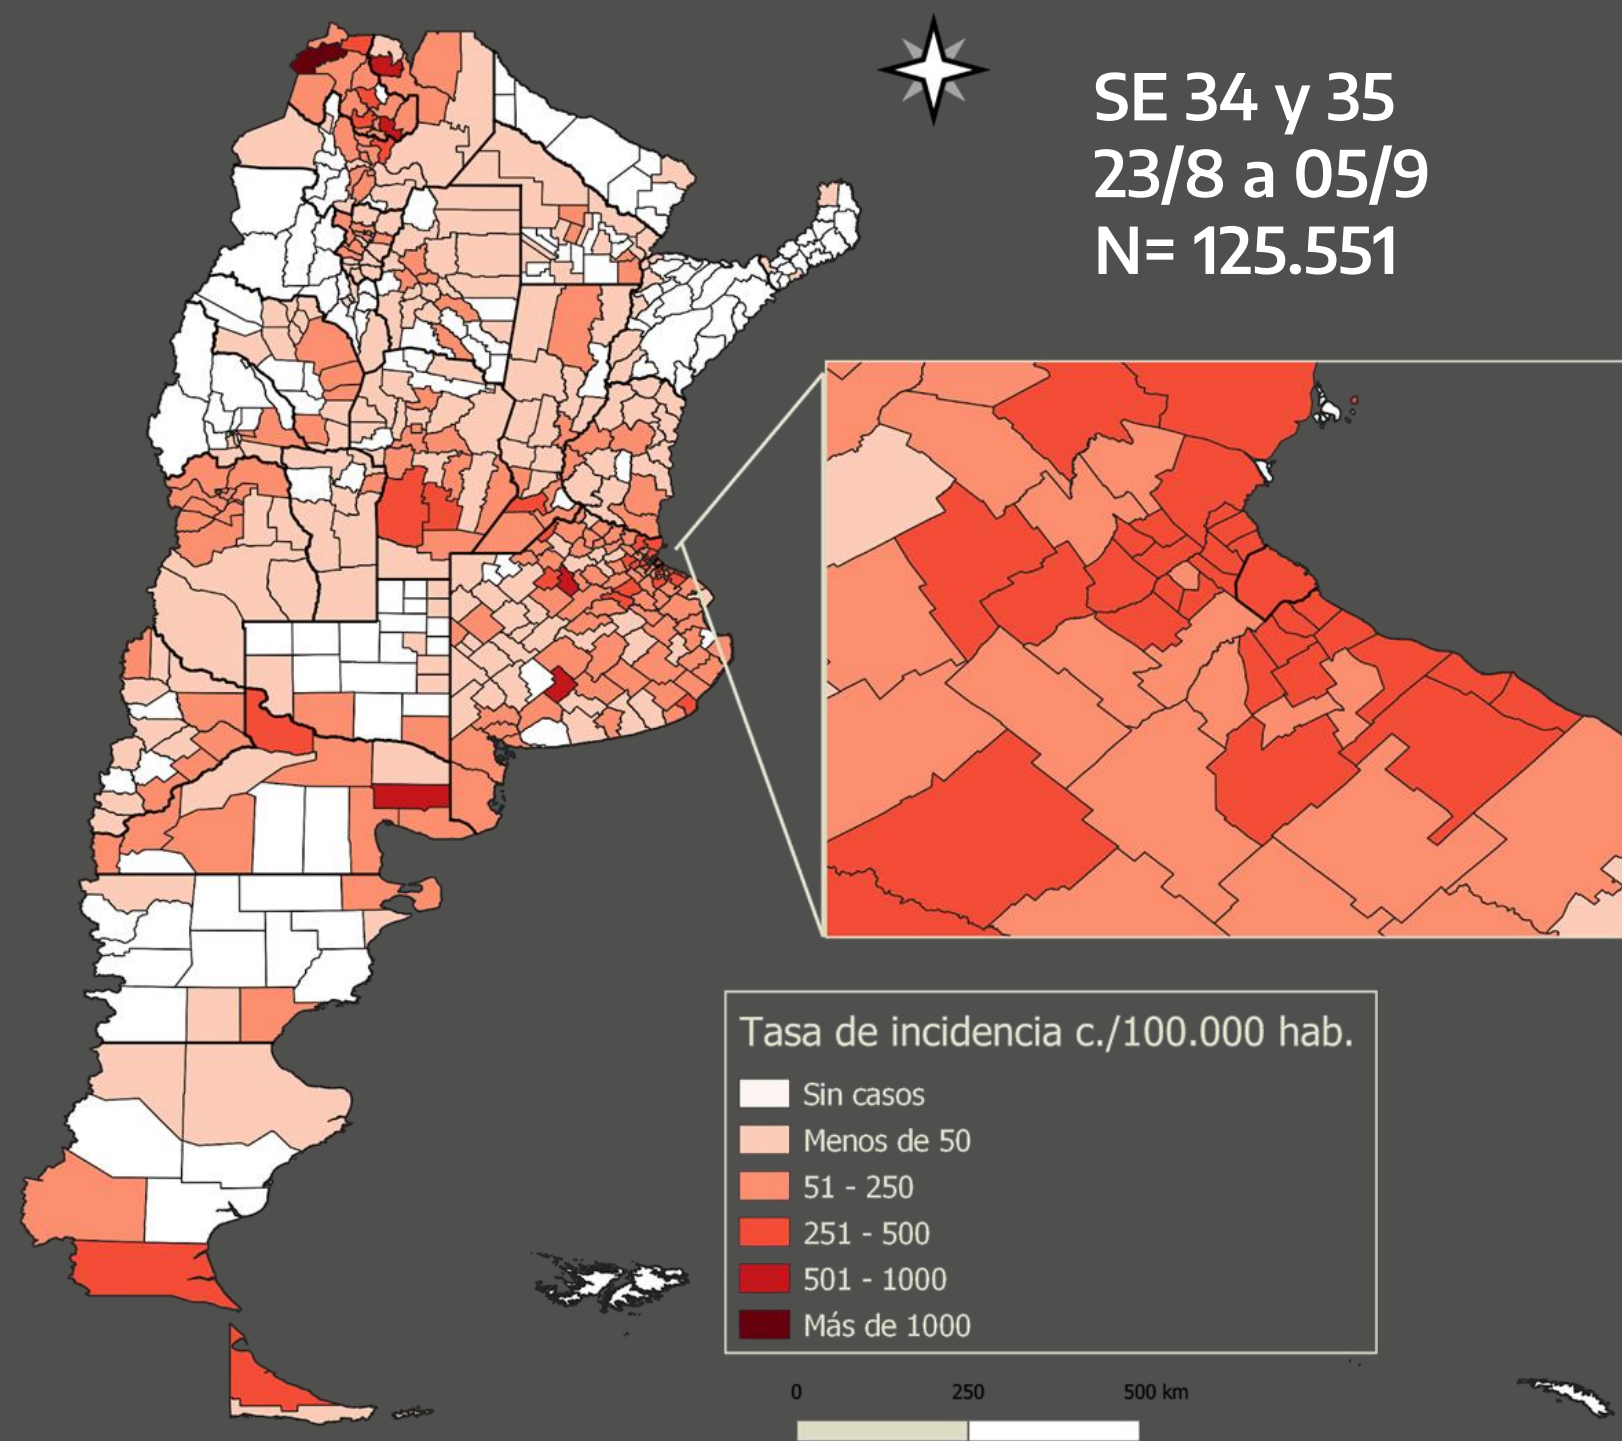 SE 34 y 35
23/8 a 05/9
N= 125.551
Tasa de incidencia c./100.000 hab.
Sin casos
Menos de 50
51 - 250
251 - 500
501 - 1000
Más de 1000
0 250 500 km